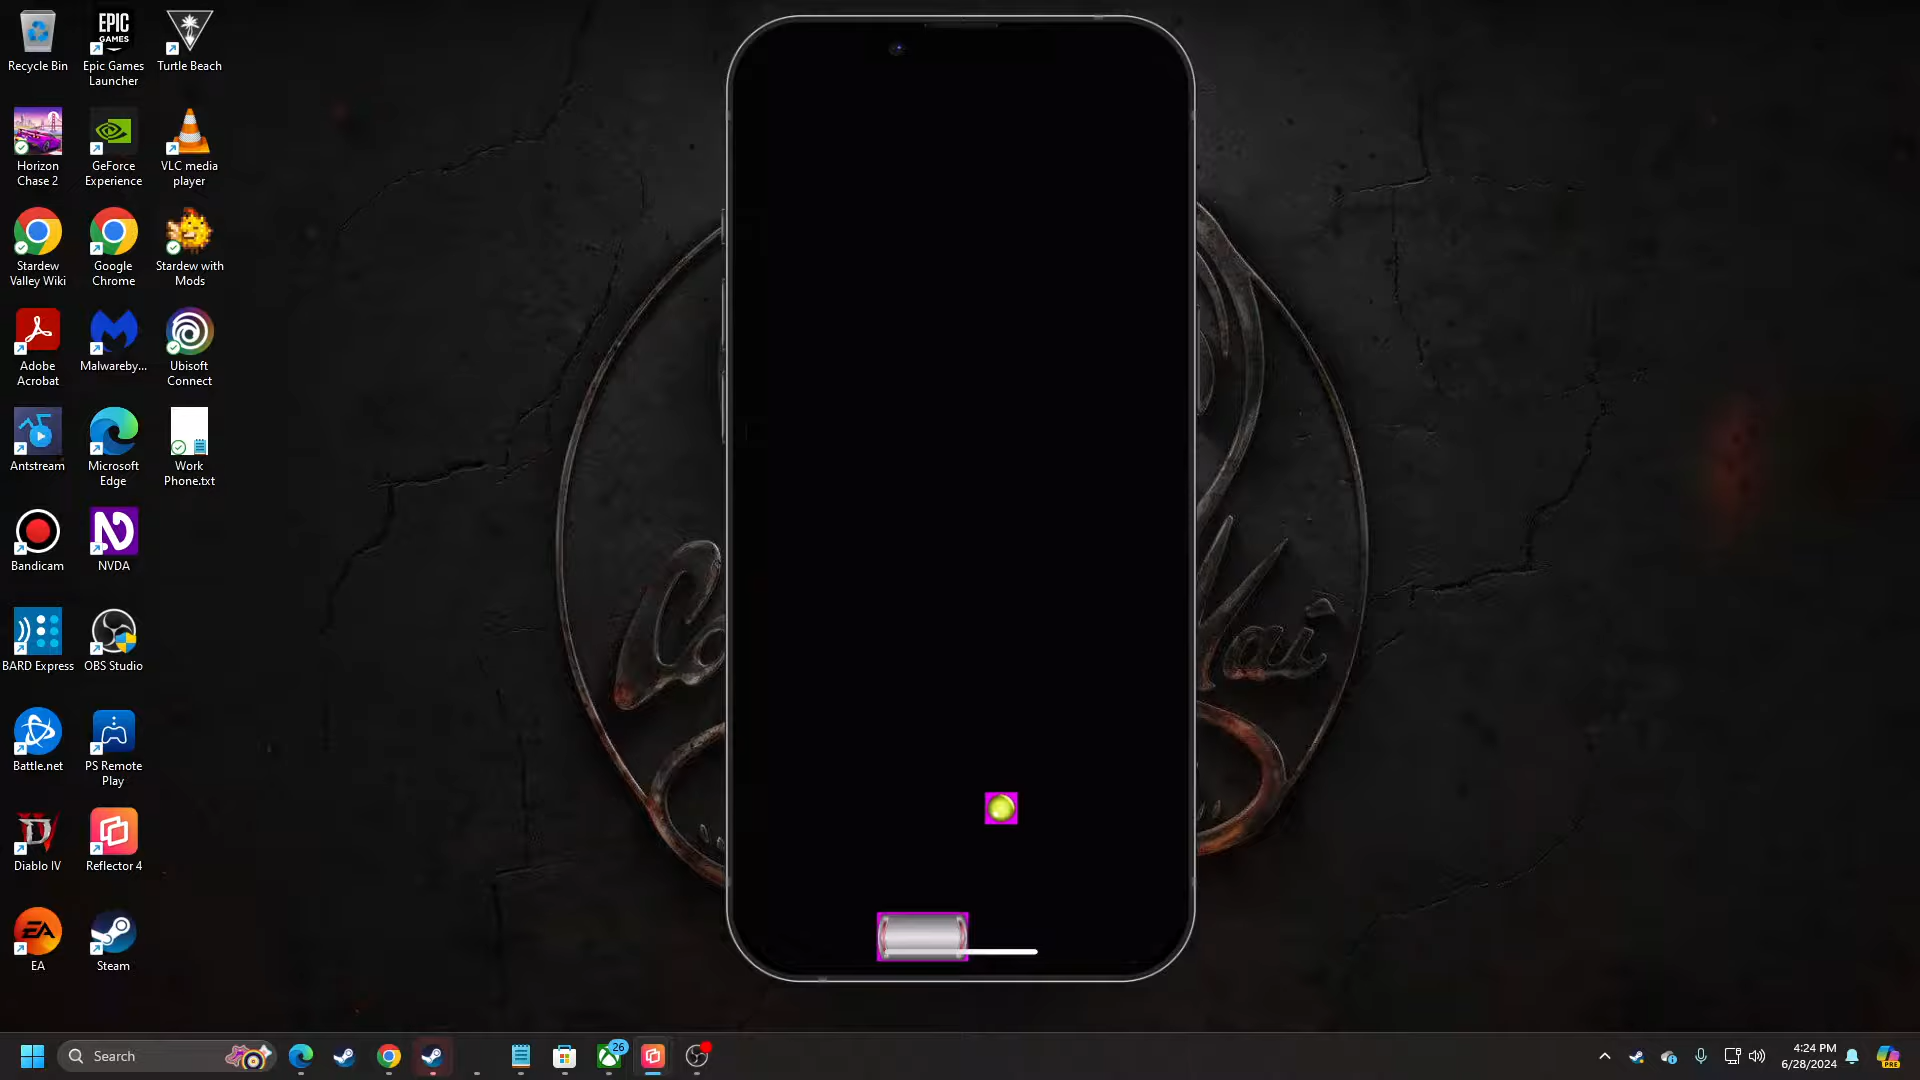 Recycle Bin
EPIC
GAMES
Epic Games
Launcher
Turtle Beach
Horizon
Chase 2
GeForce
Experience
VLC media
player
Stardew
Valley Wiki
Google
Chrome
Stardew with
Mods
Adobe
Acrobat
Malwareby...
Ubisoft
Connect
Antstream
Microsoft
Edge
Work
Phone.txt
Bandicam
NVDA
BARD Express
OBS Studio
Battle.net
PS Remote
Play
Diablo IV
Reflector 4
EA
EA
Steam
Search
26
4:24 PM
6/28/2024
PRE